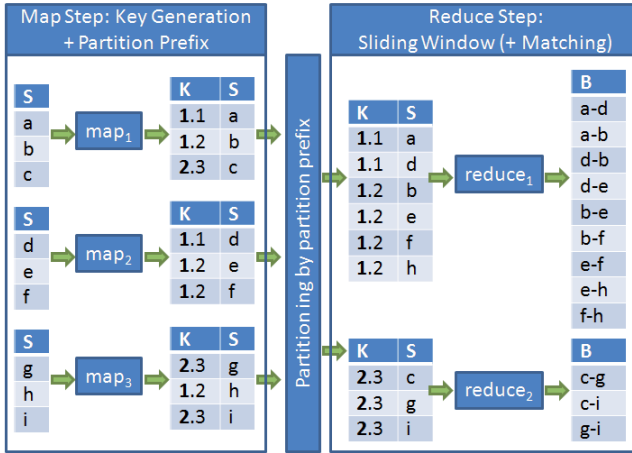 Map Step: Key Generation
+ Partition Prefix
S
a
b
c
map1
K S
1.1 a
1.2 b
2.3 c
S
d
e
f
map2
K S
1.1 d
1.2 e
1.2 f
S
g
h
i
map3
K S
2.3 g
1.2 h
2.3 i
Partitioning by partition prefix
Reduce Step:
Sliding Window (+ Matching)
K S
1.1 a
1.1 d
1.2 b
1.2 e
1.2 f
1.2 h
reduce1
B
a-d
a-b
d-b
d-e
b-e
b-f
e-f
e-h
f-h
K S
2.3 c
2.3 g
2.3 i
reduce2
B
c-g
c-i
g-i